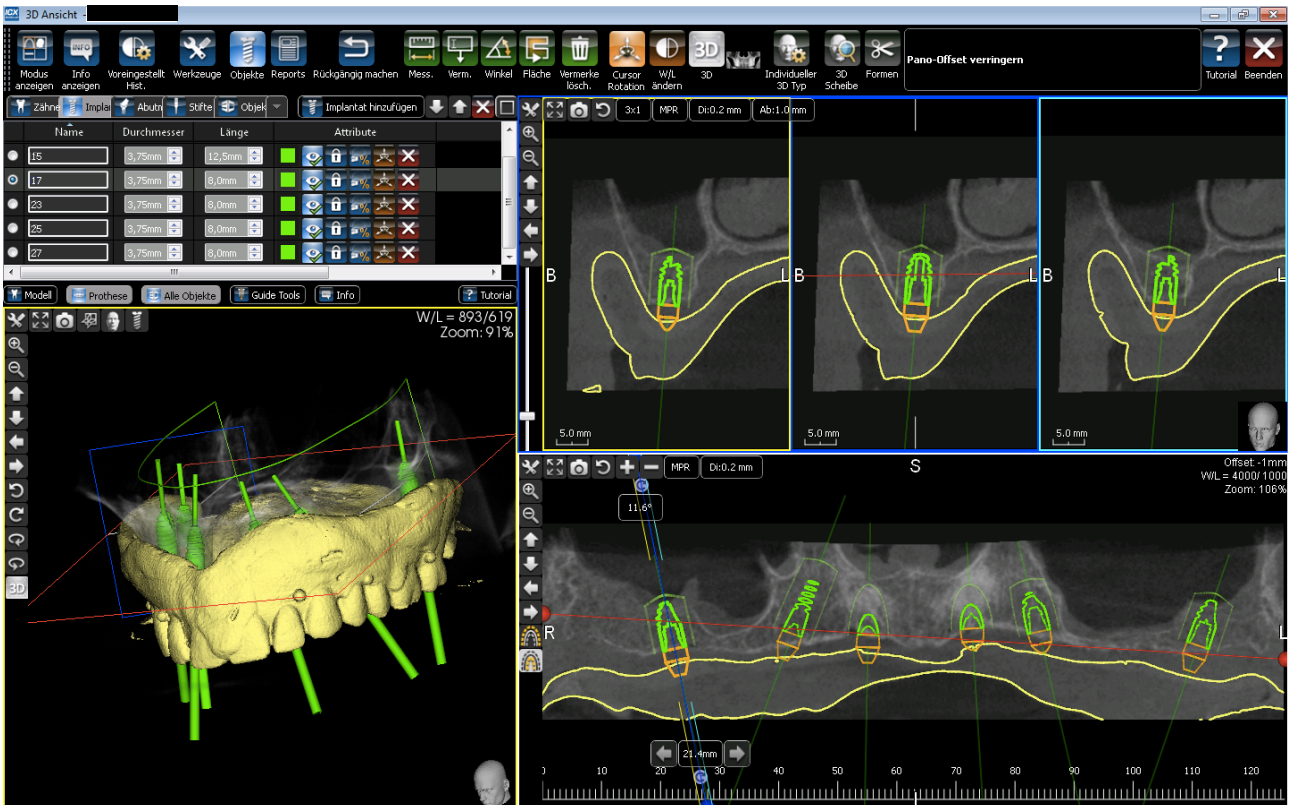 ICX 3D Ansicht -
Modus anzeigen
Info anzeigen
Voreingestellt Hist.
Werkzeuge
Objekte
Reports
Rückgängig machen
Mess.
Verm.
Winkel
Fläche
Vermerke lösch.
Cursor Rotation
W/L ändern
3D
3D
Individueller 3D Typ
3D Scheibe
Formen
Pano-Offset verringern
Tutorial
Beenden
INFO
Zähne
Implan
Abutn
Stifte
Objek
Implantat hinzufügen
Name Durchmesser Länge Attribute
15 3,75mm 12,5mm
17 3,75mm 8,0mm
23 3,75mm 8,0mm
25 3,75mm 8,0mm
27 3,75mm 8,0mm
Modell Prothese Alle Objekte Guide Tools Info ? Tutorial
W/L = 893/619
Zoom: 91%
3D
3x1 MPR Di:0.2 mm Ab:1.0 mm
B L B L B L
5.0 mm 5.0 mm 5.0 mm
MPR Di:0.2 mm
S
Offset: -1mm
W/L = 4000/ 1000
Zoom: 106%
11.6°
R L
21.4mm
10 20 30 40 50 60 70 80 90 100 110 120